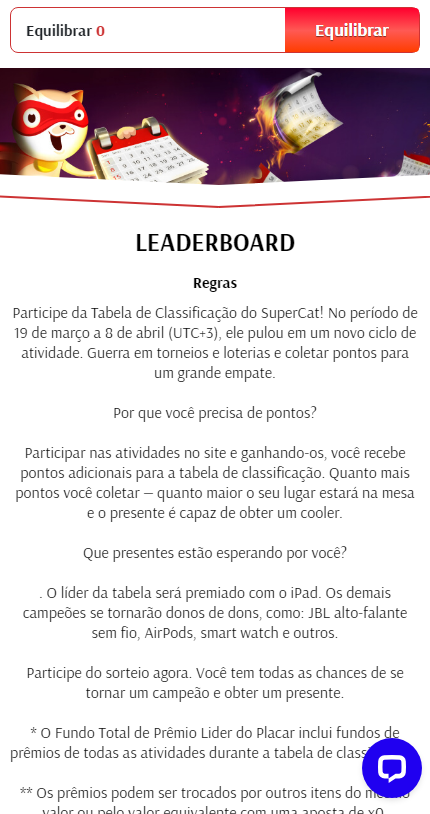 Equilibrar 0
Equilibrar
LEADERBOARD
Regras
Participe da Tabela de Classificação do SuperCat! No período de
19 de março a 8 de abril (UTC+3), ele pulou em um novo ciclo de
atividade. Guerra em torneios e loterias e coletar pontos para
um grande empate.
Por que você precisa de pontos?
Participar nas atividades no site e ganhando-os, você recebe
pontos adicionais para a tabela de classificação. Quanto mais
pontos você coletar — quanto maior o seu lugar estará na mesa
e o presente é capaz de obter um cooler.
Que presentes estão esperando por você?
. O líder da tabela será premiado com o iPad. Os demais
campeões se tornarão donos de dons, como: JBL alto-falante
sem fio, AirPods, smart watch e outros.
Participe do sorteio agora. Você tem todas as chances de se
tornar um campeão e obter um presente.
* O Fundo Total de Prêmio Lider do Placar inclui fundos de
prêmios de todas as atividades durante a tabela de
** Os prêmios podem ser trocados por outros itens do
valor ou pelo valor equivalente com uma aposta de x0